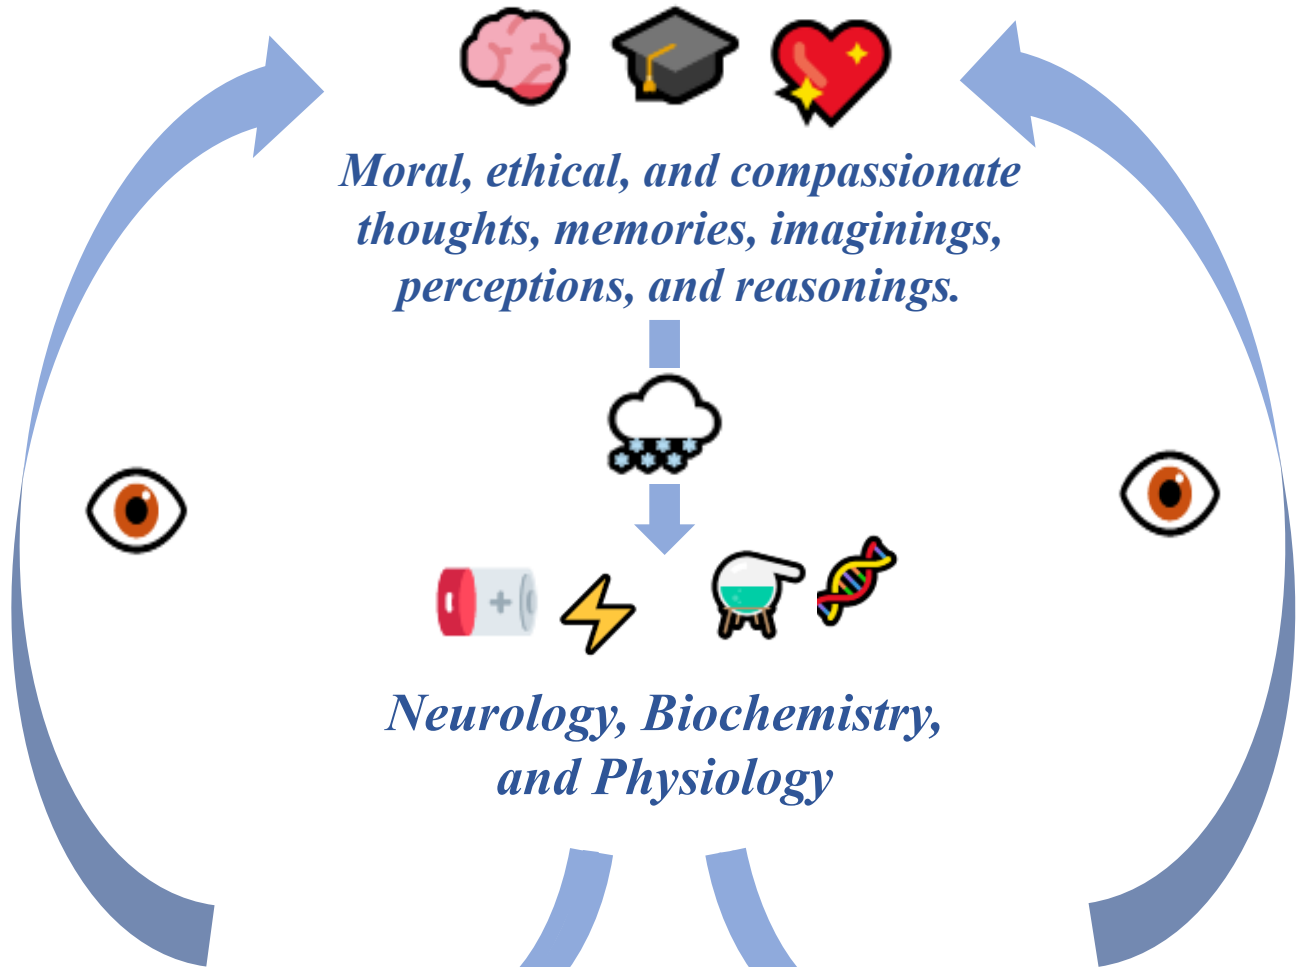 Moral, ethical, and compassionate
thoughts, memories, imaginings,
perceptions, and reasonings.
Neurology, Biochemistry,
and Physiology